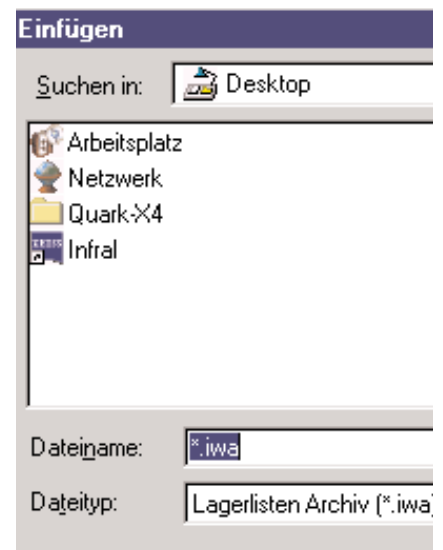 Einfügen
Suchen in: Desktop
Arbeitsplatz
Netzwerk
Quark-X4
Infral
Dateiname: *.iwa
Dateityp: Lagerlisten Archiv (*.iwa)